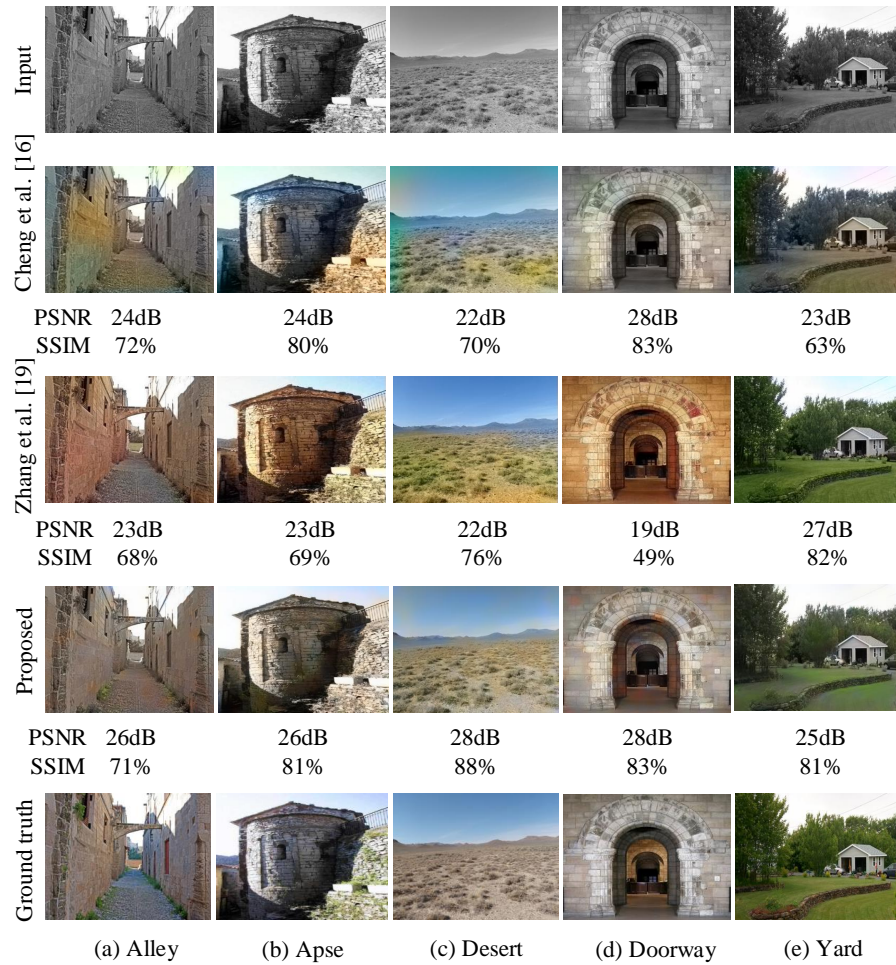 Input
Cheng et al. [16]
PSNR 24dB 24dB 22dB 28dB 23dB
SSIM 72% 80% 70% 83% 63%
Zhang et al. [19]
PSNR 23dB 23dB 22dB 19dB 27dB
SSIM 68% 69% 76% 49% 82%
Proposed
PSNR 26dB 26dB 28dB 28dB 25dB
SSIM 71% 81% 88% 83% 81%
Ground truth
(a) Alley (b) Apse (c) Desert (d) Doorway (e) Yard